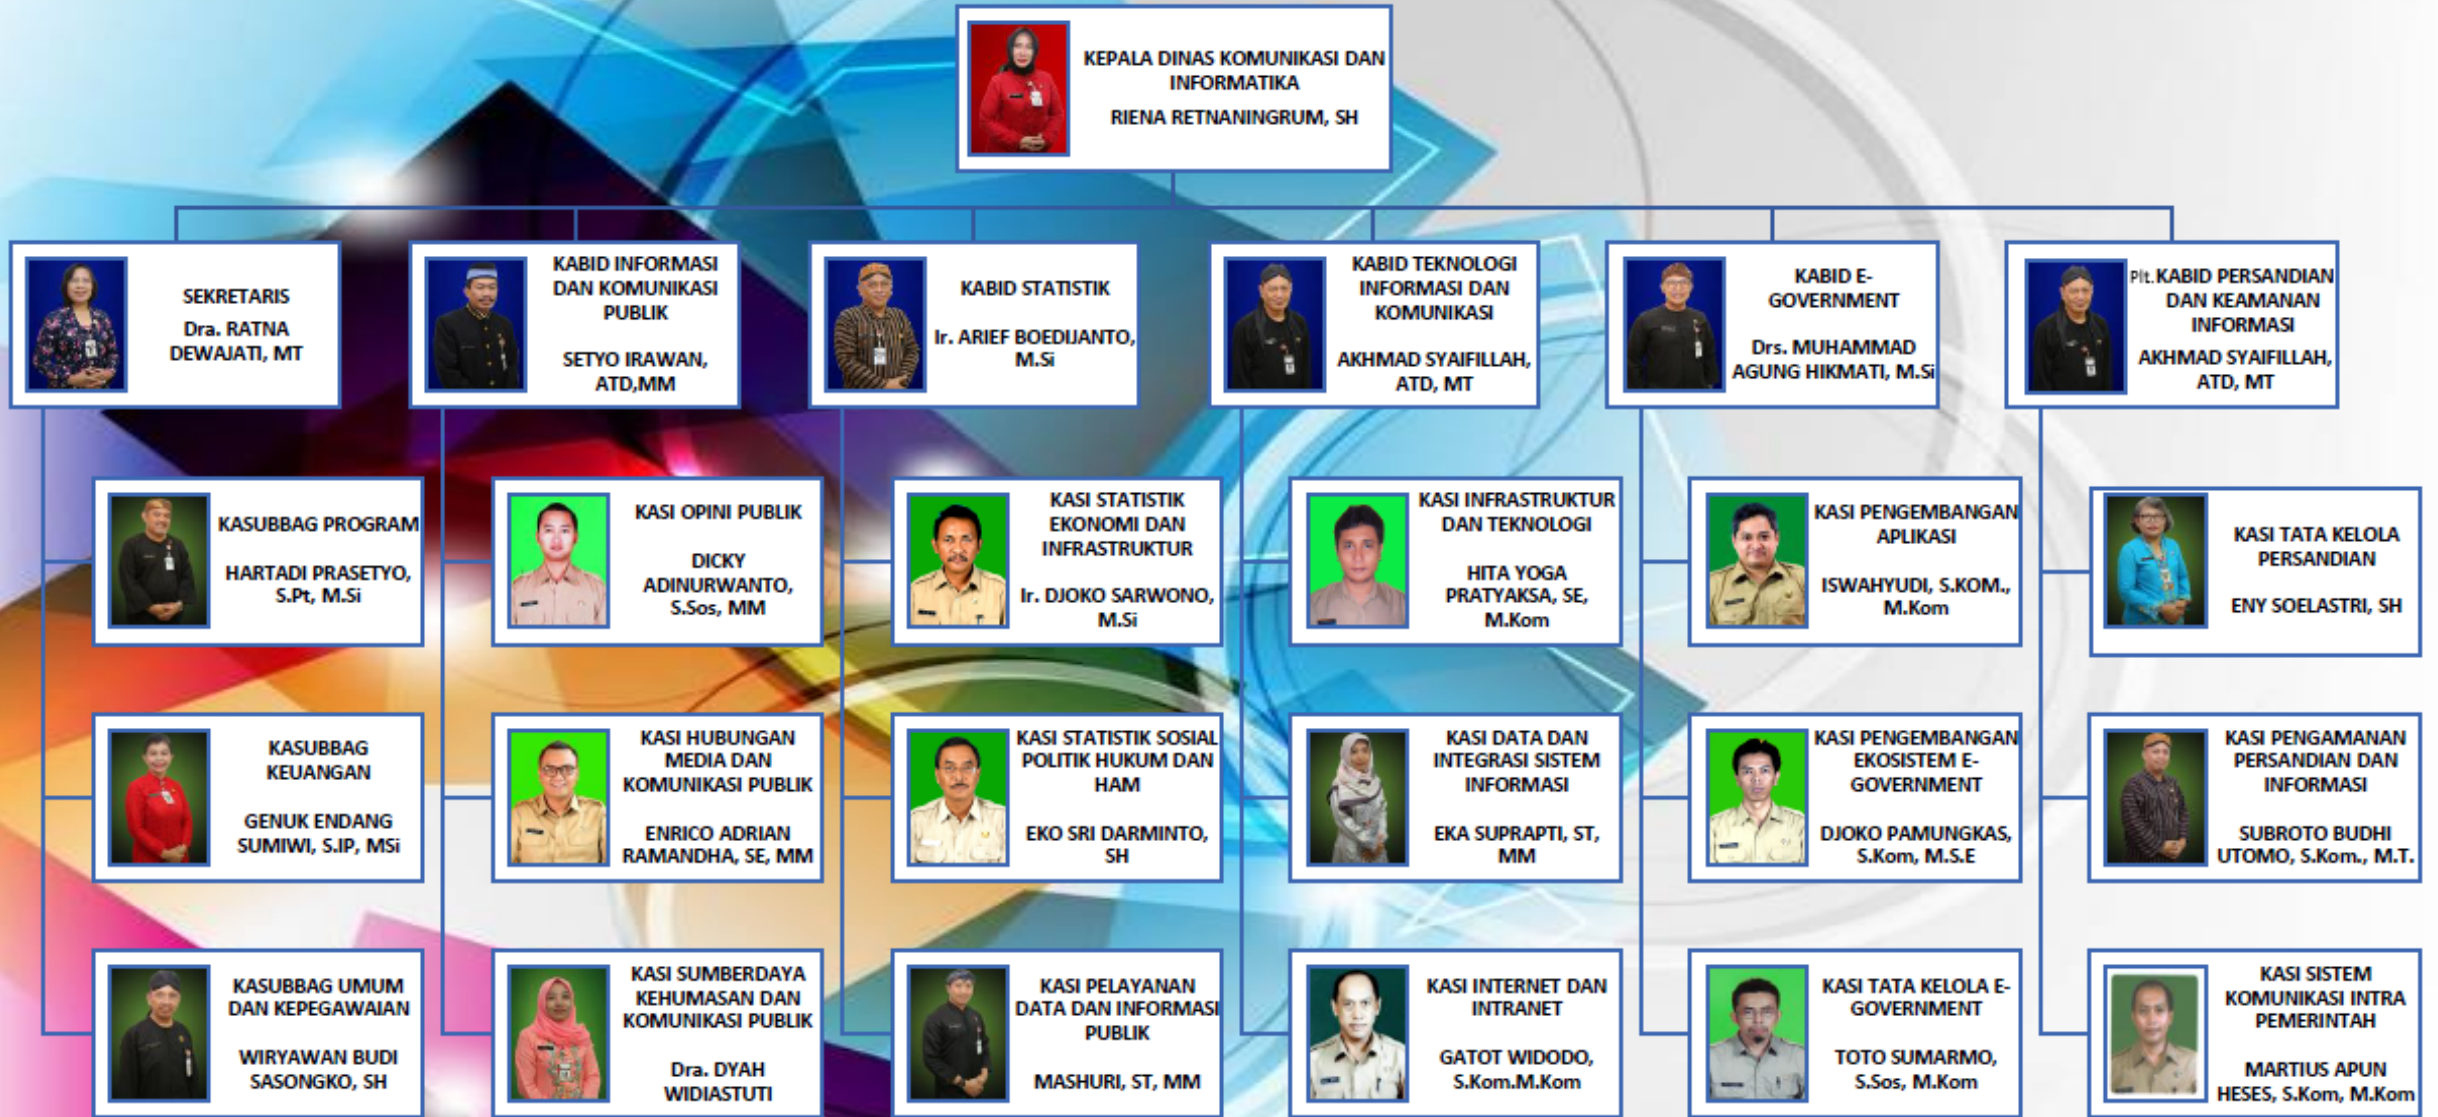 KEPALA DINAS KOMUNIKASI DAN
INFORMATIKA
RIENA RETNANINGRUM, SH
SEKRETARIS
Dra. RATNA
DEWAJATI, MT
KABID INFORMASI
DAN KOMUNIKASI
PUBLIK
SETYO IRAWAN,
ATD,MM
KABID STATISTIK
Ir. ARIEF BOEDIJANTO,
M.Si
KABID TEKNOLOGI
INFORMASI DAN
KOMUNIKASI
AKHMAD SYAIFILLAH,
ATD, MT
KABID E-
GOVERNMENT
Drs. MUHAMMAD
AGUNG HIKMATI, M.Si
Plt.KABID PERSANDIAN
DAN KEAMANAN
INFORMASI
AKHMAD SYAIFILLAH,
ATD, MT
KASUBBAG PROGRAM
HARTADI PRASETYO,
S.Pt, M.Si
KASI OPINI PUBLIK
DICKY
ADINURWANTO,
S.Sos, MM
KASI STATISTIK
EKONOMI DAN
INFRASTRUKTUR
Ir. DJOKO SARWONO,
M.Si
KASI INFRASTRUKTUR
DAN TEKNOLOGI
HITA YOGA
PRATYAKSA, SE,
M.Kom
KASI PENGEMBANGAN
APLIKASI
ISWAHYUDI, S.KOM.,
M.Kom
KASI TATA KELOLA
PERSANDIAN
ENY SOELASTRI, SH
KASUBBAG
KEUANGAN
GENUK ENDANG
SUMIWI, S.IP, MSi
KASI HUBUNGAN
MEDIA DAN
KOMUNIKASI PUBLIK
ENRICO ADRIAN
RAMANDHA, SE, MM
KASI STATISTIK SOSIAL
POLITIK HUKUM DAN
HAM
EKO SRI DARMINTO,
SH
KASI DATA DAN
INTEGRASI SISTEM
INFORMASI
EKA SUPRAPTI, ST,
MM
KASI PENGEMBANGAN
EKOSISTEM E-
GOVERNMENT
DJOKO PAMUNGKAS,
S.Kom, M.S.E
KASI PENGAMANAN
PERSANDIAN DAN
INFORMASI
SUBROTO BUDHI
UTOMO, S.Kom., M.T.
KASUBBAG UMUM
DAN KEPEGAWAIAN
WIRYAWAN BUDI
SASONGKO, SH
KASI SUMBERDAYA
KEHUMASAN DAN
KOMUNIKASI PUBLIK
Dra. DYAH
WIDIASTUTI
KASI PELAYANAN
DATA DAN INFORMASI
PUBLIK
MASHURI, ST, MM
KASI INTERNET DAN
INTRANET
GATOT WIDODO,
S.Kom.M.Kom
KASI TATA KELOLA E-
GOVERNMENT
TOTO SUMARMO,
S.Sos, M.Kom
KASI SISTEM
KOMUNIKASI INTRA
PEMERINTAH
MARTIUS APUN
HESES, S.Kom, M.Kom